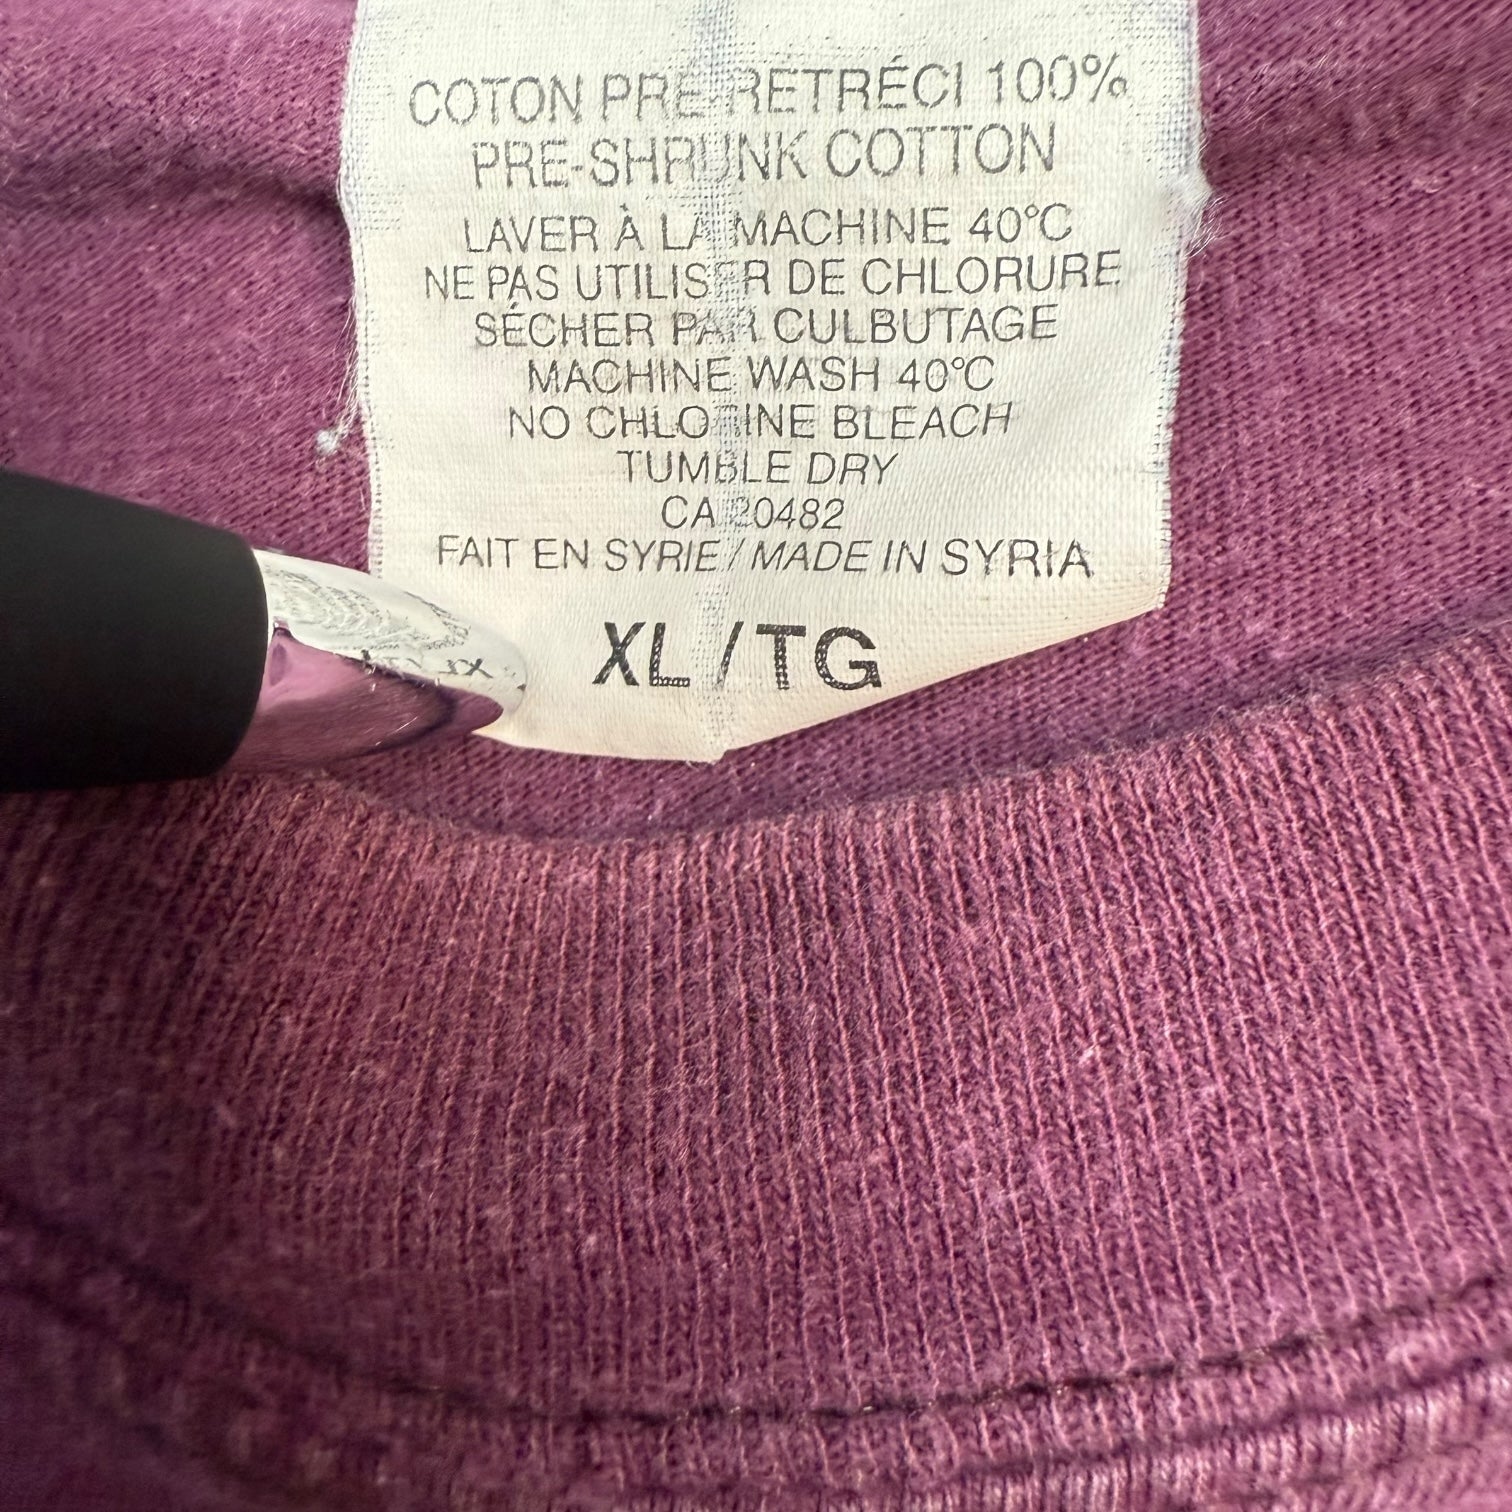 COTON PRÉ-RETRÉCI 100%
PRE-SHRUNK COTTON
LAVER À LA MACHINE 40°C
NE PAS UTILISER DE CHLORURE
SÉCHER PAR CULBUTAGE
MACHINE WASH 40°C
NO CHLORINE BLEACH
TUMBLE DRY
CA 20482
FAIT EN SYRIE / MADE IN SYRIA
XL / TG